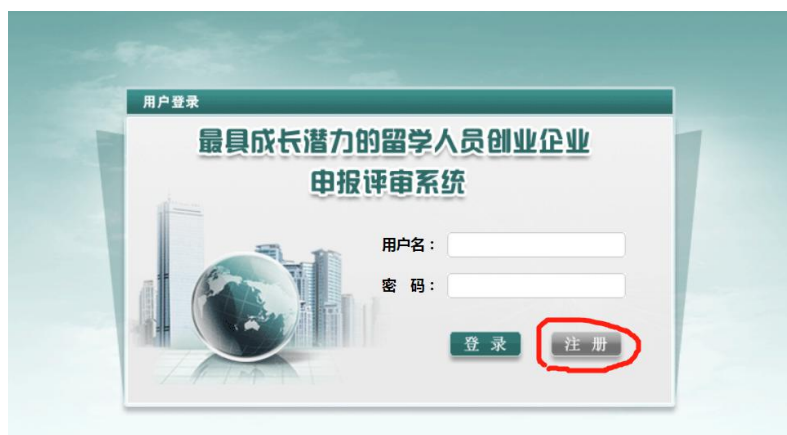 用户登录
最具成长潜力的留学人员创业企业
申报评审系统
用户名：
密 码：
登 录 注 册